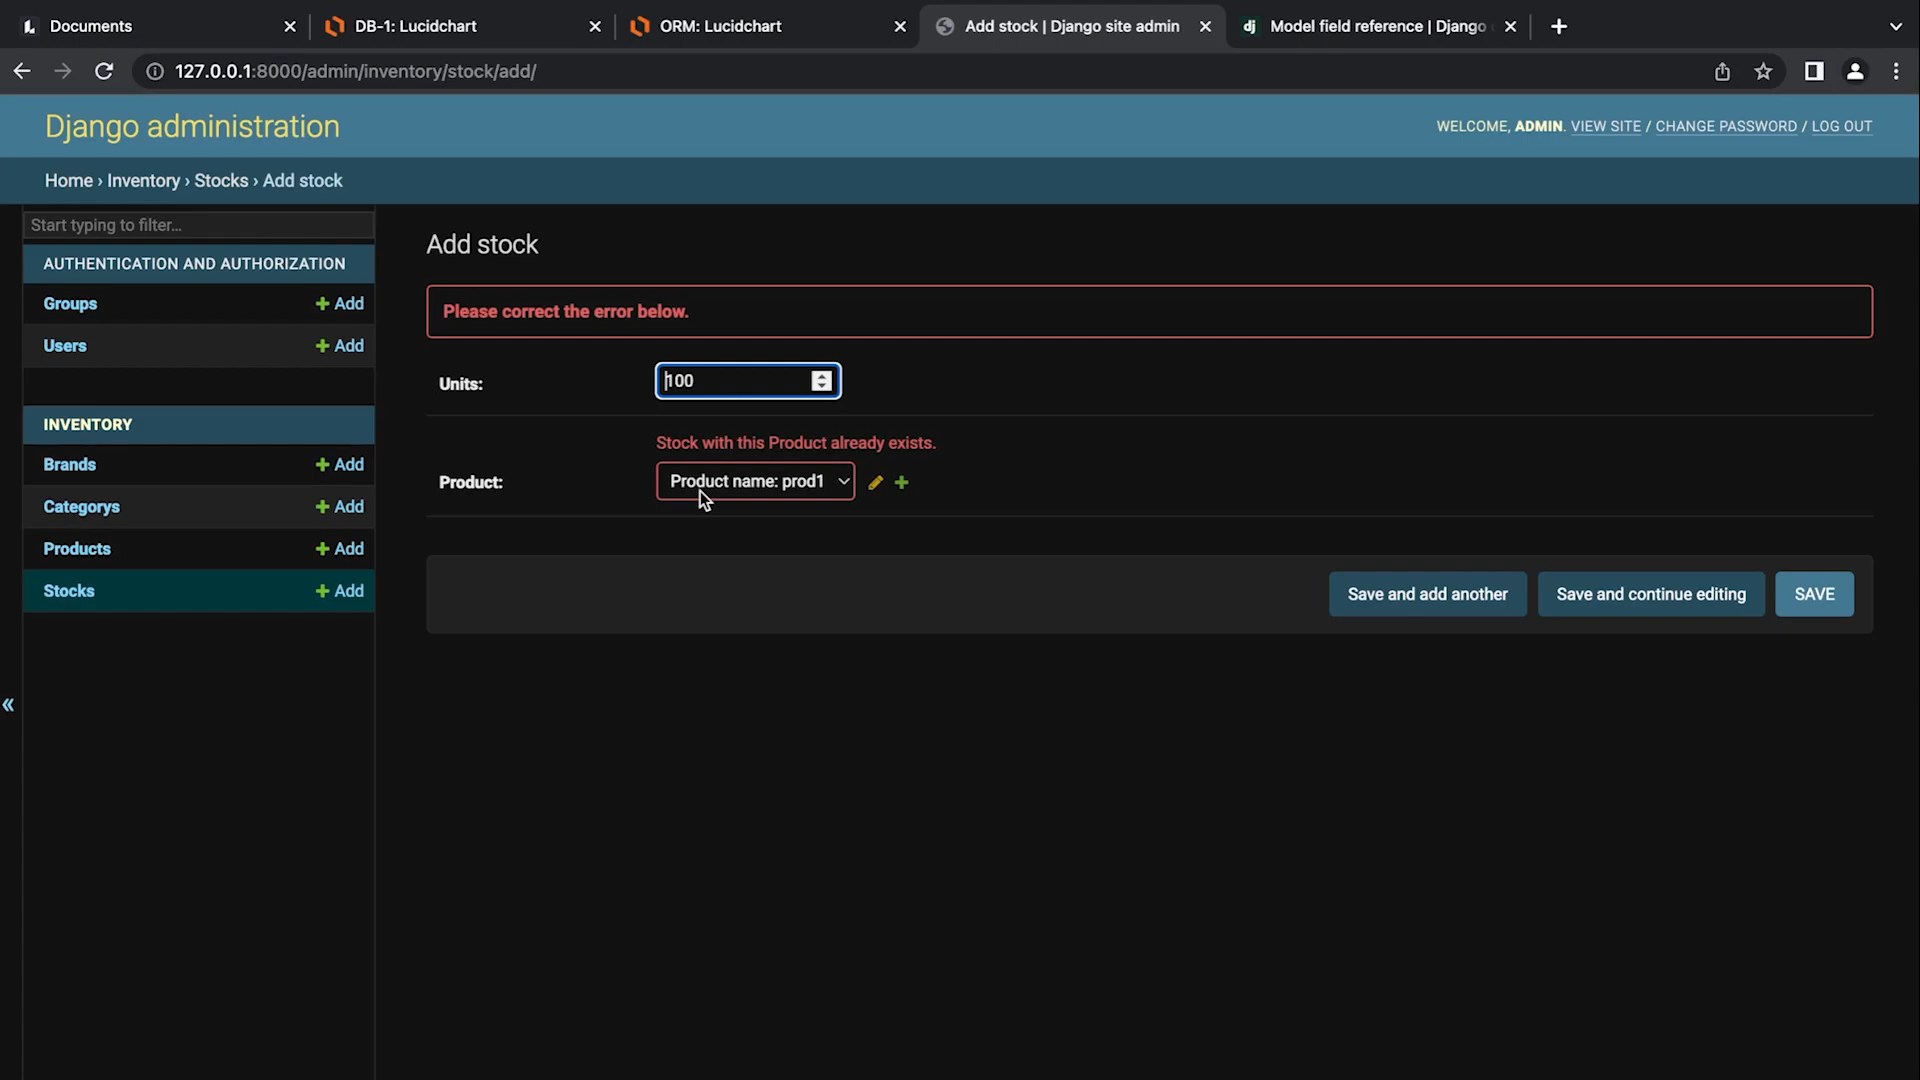 Documents
DB-1: Lucidchart
ORM: Lucidchart
Add stock | Django site admin
dj Model field reference | Django
127.0.0.1:8000/admin/inventory/stock/add/
Django administration
WELCOME, ADMIN. VIEW SITE / CHANGE PASSWORD / LOG OUT
Home › Inventory › Stocks › Add stock
Start typing to filter...
AUTHENTICATION AND AUTHORIZATION
Groups + Add
Users + Add
INVENTORY
Brands + Add
Categorys + Add
Products + Add
Stocks + Add
«
Add stock
Please correct the error below.
Units: 100
Stock with this Product already exists.
Product: Product name: prod1
Save and add another
Save and continue editing
SAVE